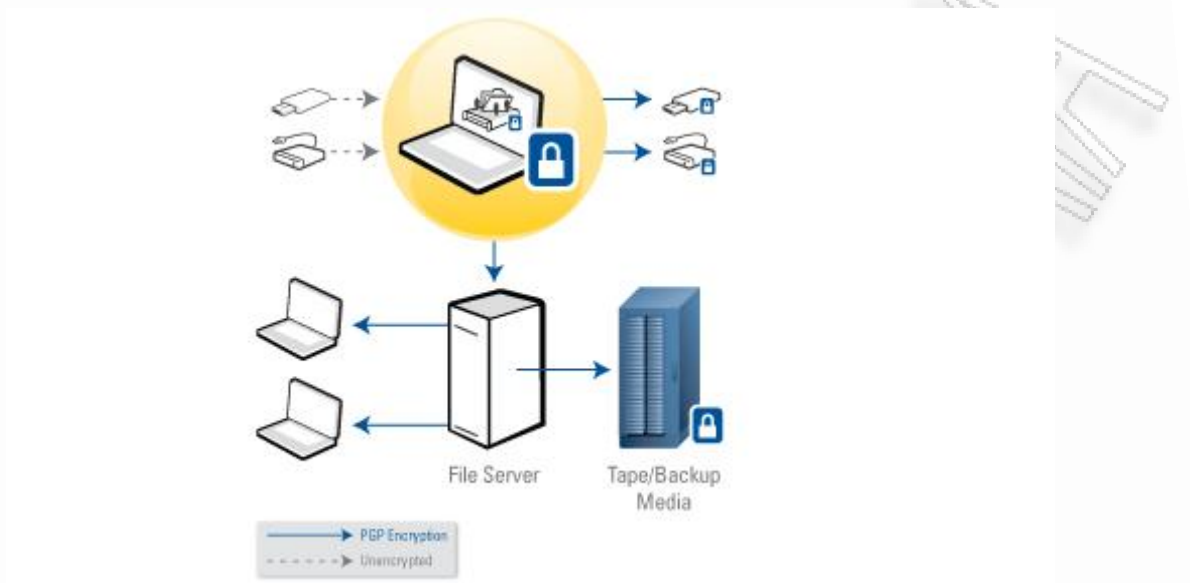 File Server
Tape/Backup
Media
PGP Encryption
Unencrypted